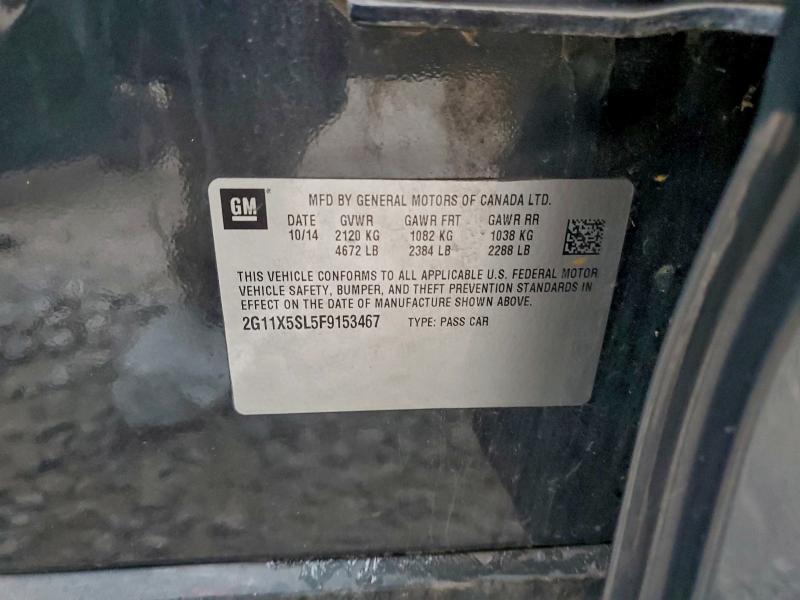 GM
MFD BY GENERAL MOTORS OF CANADA LTD.
DATE GVWR GAWR FRT GAWR RR
10/14 2120 KG 1082 KG 1038 KG
4672 LB 2384 LB 2288 LB
THIS VEHICLE CONFORMS TO ALL APPLICABLE U.S. FEDERAL MOTOR
VEHICLE SAFETY, BUMPER, AND THEFT PREVENTION STANDARDS IN
EFFECT ON THE DATE OF MANUFACTURE SHOWN ABOVE.
2G11X5SL5F9153467 TYPE: PASS CAR